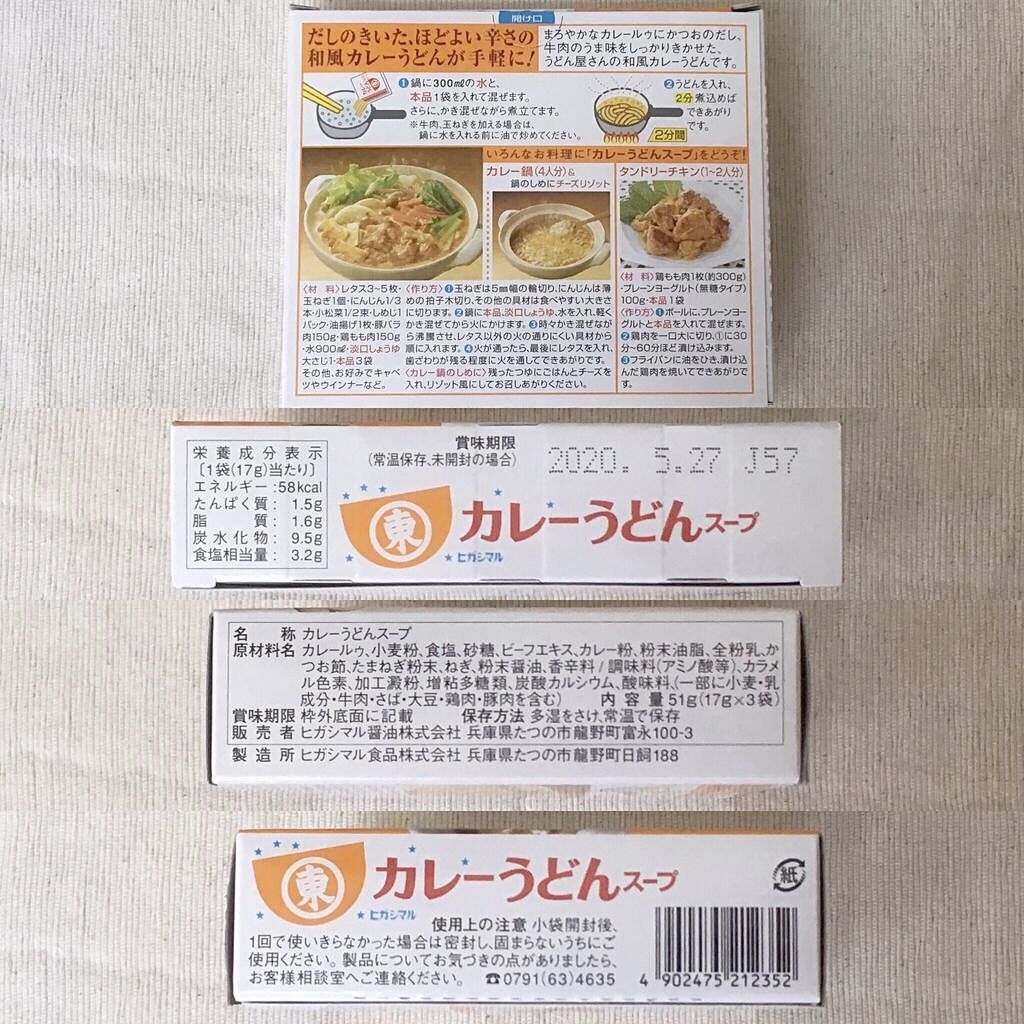 開け口
だしのきいた、ほどよい辛さの
和風カレーうどんが手軽に!
まろやかなカレールゥにかつおのだし、
牛肉のうま味をしっかりきかせた、
うどん屋さんの和風カレーうどんです。
❶鍋に300mlの水と、
本品1袋を入れて混ぜます。
さらに、かき混ぜながら煮立てます。
※牛肉、玉ねぎを加える場合は、
鍋に水を入れる前に油で炒めてください。
❷うどんを入れ、
2分煮込めば
できあがり
です。
2分間
いろんなお料理に「カレーうどんスープ」をどうぞ!
カレー鍋(4人分)&
鍋のしめにチーズリゾット
タンドリーチキン(1~2人分)
〈材 料〉レタス3~5枚・
玉ねぎ1個・にんじん1/3
本・小松菜1/2束・しめじ1
パック・油揚げ1枚・豚バラ
肉150g・鶏もも肉150g
・水900ml・淡口しょうゆ
大さじ1・本品3袋
その他、お好みでキャベ
ツやウインナーなど。
〈作り方〉❶玉ねぎは5mm幅の輪切り、にんじんは薄
めの拍子木切り、その他の具材は食べやすい大きさ
に切ります。❷鍋に本品、淡口しょうゆ、水を入れ、軽く
かき混ぜてから火にかけます。❸時々かき混ぜなが
ら沸騰させ、レタス以外の火の通りにくい具材から
順に入れます。❹火が通ったら、最後にレタスを入れ、
歯ざわりが残る程度に火を通してできあがりです。
〈カレー鍋のしめに〉残ったつゆにごはんとチーズを
入れ、リゾット風にしてお召しあがりください。
〈材 料〉鶏もも肉1枚(約300g)
・プレーンヨーグルト(無糖タイプ)
100g・本品1袋
〈作り方〉❶ボールに、プレーンヨー
グルトと本品を入れて混ぜます。
❷鶏肉を一口大に切り、①に30
分~60分ほど漬け込みます。
❸フライパンに油をひき、漬け込
んだ鶏肉を焼いてできあがりで
す。
栄養成分表示
〔1袋(17g)当たり〕
エネルギー:58kcal
たんぱく質:1.5g
脂 質:1.6g
炭水化物:9.5g
食塩相当量:3.2g
賞味期限
(常温保存、未開封の場合)
2020. 5.27 J57
東
カレーうどんスープ
ヒガシマル
名 称 カレーうどんスープ
原材料名 カレールゥ、小麦粉、食塩、砂糖、ビーフエキス、カレー粉、粉末油脂、全粉乳、か
つお節、たまねぎ粉末、ねぎ、粉末醤油、香辛料/調味料(アミノ酸等)、カラメ
ル色素、加工澱粉、増粘多糖類、炭酸カルシウム、酸味料、(一部に小麦・乳
成分・牛肉・さば・大豆・鶏肉・豚肉を含む) 内容量 51g(17g×3袋)
賞味期限 枠外底面に記載 保存方法 多湿をさけ、常温で保存
販売者 ヒガシマル醤油株式会社 兵庫県たつの市龍野町富永100-3
製造所 ヒガシマル食品株式会社 兵庫県たつの市龍野町日飼188
東
カレーうどんスープ
ヒガシマル
紙
使用上の注意 小袋開封後、
1回で使いきらなかった場合は密封し、固まらないうちにご
使用ください。製品についてお気づきの点がありましたら、
お客様相談室へご連絡ください。 ☎0791(63)4635
4 902475 212352